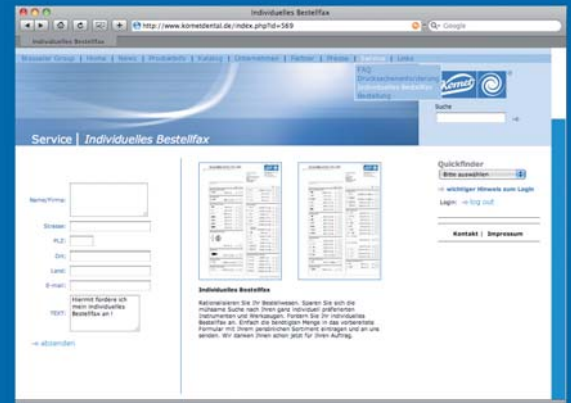 Individuelles Bestellfax
http://www.kometdental.de/index.php?id=569
Google
Individuelles Bestellfax
Brasseler Group | Home | News | Produktinfo | Katalog | Unternehmen | Partner | Presse | Service | Links
FAQ
Drucksachenanforderung
Individuelles Bestellfax
Bestellung
Komet
Suche
Service | Individuelles Bestellfax
Name/Firma:
Strasse:
PLZ:
Ort:
Land:
E-mail:
TEXT:
Hiermit fordere ich
mein individuelles
Bestellfax an !
absenden
Individuelles Bestellfax
Rationalisieren Sie Ihr Bestellwesen. Sparen Sie sich die
mühsame Suche nach Ihren ganz individuell präferierten
Instrumenten und Werkzeugen. Fordern Sie Ihr individuelles
Bestellfax an. Einfach die benötigten Menge in das vorbereitete
Formular mit Ihrem persönlichen Sortiment eintragen und an uns
senden. Wir danken Ihnen schon jetzt für Ihren Auftrag.
Quickfinder
Bitte auswählen
wichtiger Hinweis zum Login
Login: log out
Kontakt | Impressum